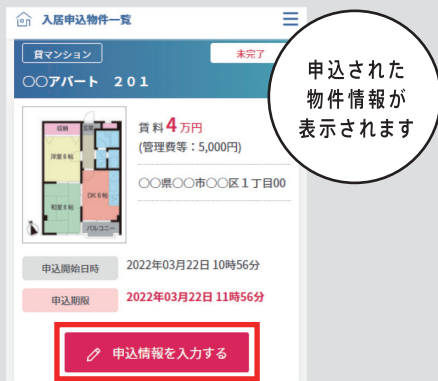 入居申込物件一覧
貸マンション
未完了
○○アパート 201
申込された
物件情報が
表示されます
賃料4万円
(管理費等：5,000円)
○○県○○市○○区１丁目00
収納
玄関
洋室6帖
和室6帖
DK6帖
バルコニー
申込開始日時
2022年03月22日 10時56分
申込期限
2022年03月22日 11時56分
申込情報を入力する